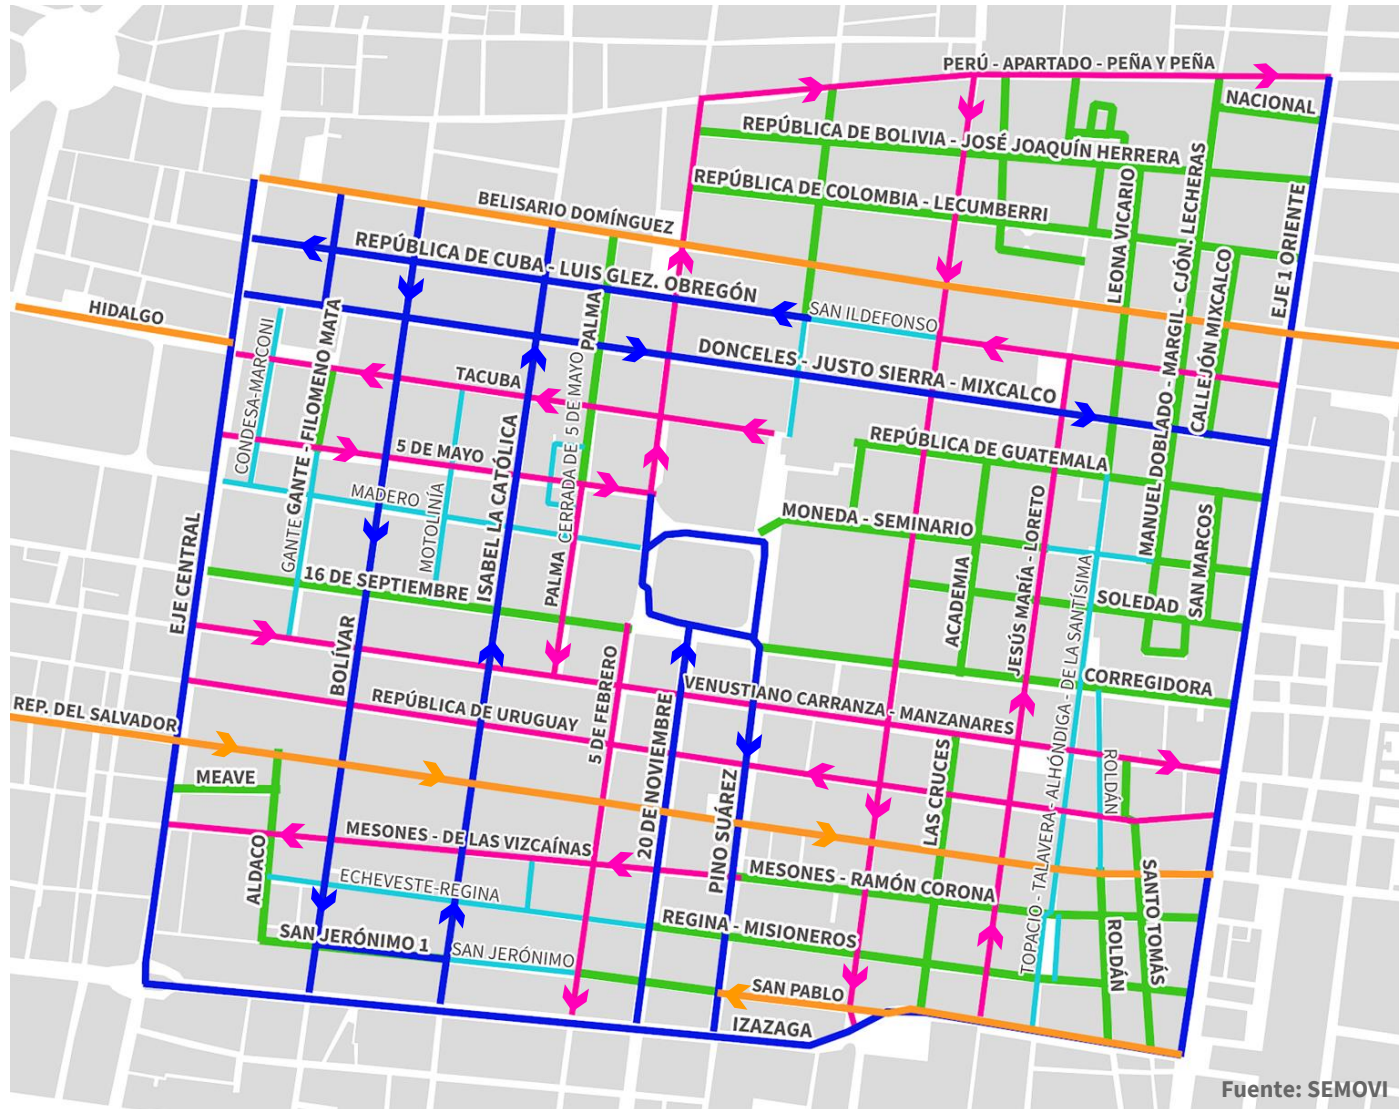 PERÚ - APARTADO - PEÑA Y PEÑA
NACIONAL
REPÚBLICA DE BOLIVIA - JOSÉ JOAQUÍN HERRERA
REPÚBLICA DE COLOMBIA - LECUMBERRI
BELISARIO DOMÍNGUEZ
LEONA VICARIO
MANUEL DOBLADO - MARGIL - CJÓN. LECHERAS
CALLEJÓN MIXCALCO
EJE 1 ORIENTE
REPÚBLICA DE CUBA - LUIS GLEZ. OBREGÓN
SAN ILDEFONSO
HIDALGO
DONCELES - JUSTO SIERRA - MIXCALCO
CONDESA-MARCONI
GANTE GANTE - FILOMENO MATA
TACUBA
PALMA CERRADA DE 5 DE MAYO PALMA
5 DE MAYO
REPÚBLICA DE GUATEMALA
MADERO
MOTOLINÍA
ISABEL LA CATÓLICA
MONEDA - SEMINARIO
ACADEMIA
JESÚS MARÍA - LORETO
SAN MARCOS
EJE CENTRAL
16 DE SEPTIEMBRE
SOLEDAD
BOLÍVAR
CORREGIDORA
5 DE FEBRERO
VENUSTIANO CARRANZA - MANZANARES
REPÚBLICA DE URUGUAY
REP. DEL SALVADOR
20 DE NOVIEMBRE
PINO SUÁREZ
LAS CRUCES
TOPACIO - TALAVERA - ALHÓNDIGA - DE LA SANTÍSIMA
ROLDÁN
MEAVE
MESONES - DE LAS VIZCAÍNAS
MESONES - RAMÓN CORONA
ALDACO
ECHEVESTE-REGINA
REGINA - MISIONEROS
SANTO TOMÁS
ROLDÁN
SAN JERÓNIMO 1
SAN JERÓNIMO
SAN PABLO
IZAZAGA
Fuente: SEMOVI